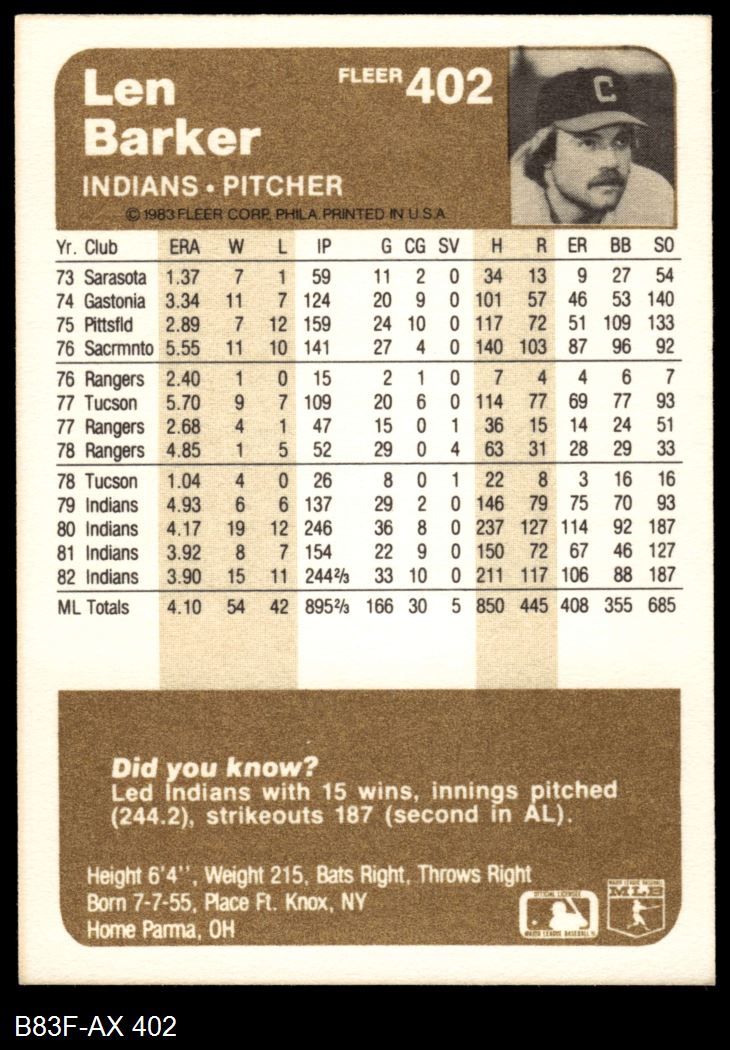 Len
Barker
FLEER 402
C
INDIANS • PITCHER
© 1983 FLEER CORP. PHILA. PRINTED IN U.S.A
Yr. Club ERA W L IP G CG SV H R ER BB SO
73 Sarasota 1.37 7 1 59 11 2 0 34 13 9 27 54
74 Gastonia 3.34 11 7 124 20 9 0 101 57 46 53 140
75 Pittsfld 2.89 7 12 159 24 10 0 117 72 51 109 133
76 Sacrmnto 5.55 11 10 141 27 4 0 140 103 87 96 92
76 Rangers 2.40 1 0 15 2 1 0 7 4 4 6 7
77 Tucson 5.70 9 7 109 20 6 0 114 77 69 77 93
77 Rangers 2.68 4 1 47 15 0 1 36 15 14 24 51
78 Rangers 4.85 1 5 52 29 0 4 63 31 28 29 33
78 Tucson 1.04 4 0 26 8 0 1 22 8 3 16 16
79 Indians 4.93 6 6 137 29 2 0 146 79 75 70 93
80 Indians 4.17 19 12 246 36 8 0 237 127 114 92 187
81 Indians 3.92 8 7 154 22 9 0 150 72 67 46 127
82 Indians 3.90 15 11 244⅔ 33 10 0 211 117 106 88 187
ML Totals 4.10 54 42 895⅔ 166 30 5 850 445 408 355 685
Did you know?
Led Indians with 15 wins, innings pitched
(244.2), strikeouts 187 (second in AL).
Height 6'4'', Weight 215, Bats Right, Throws Right
Born 7-7-55, Place Ft. Knox, NY
Home Parma, OH
OFFICIAL LICENSEE
MAJOR LEAGUE BASEBALL
MAJOR LEAGUE BASEBALL
MLB
B83F-AX 402